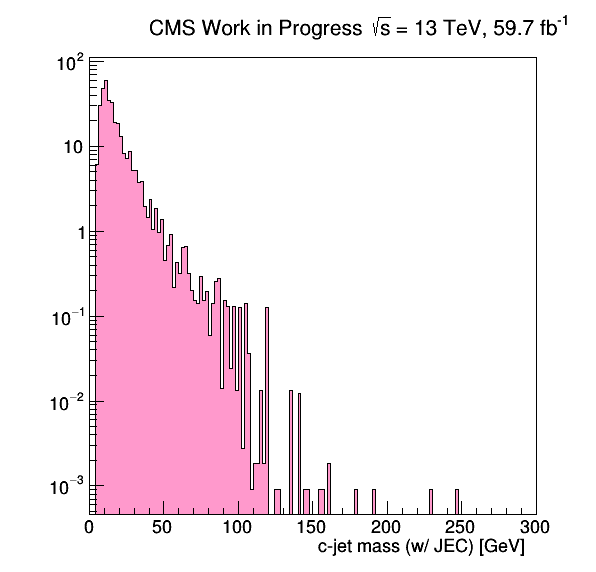 CMS Work in Progress √s = 13 TeV, 59.7 fb⁻¹
10²
10
1
10⁻¹
10⁻²
10⁻³
0 50 100 150 200 250 300
c-jet mass (w/ JEC) [GeV]